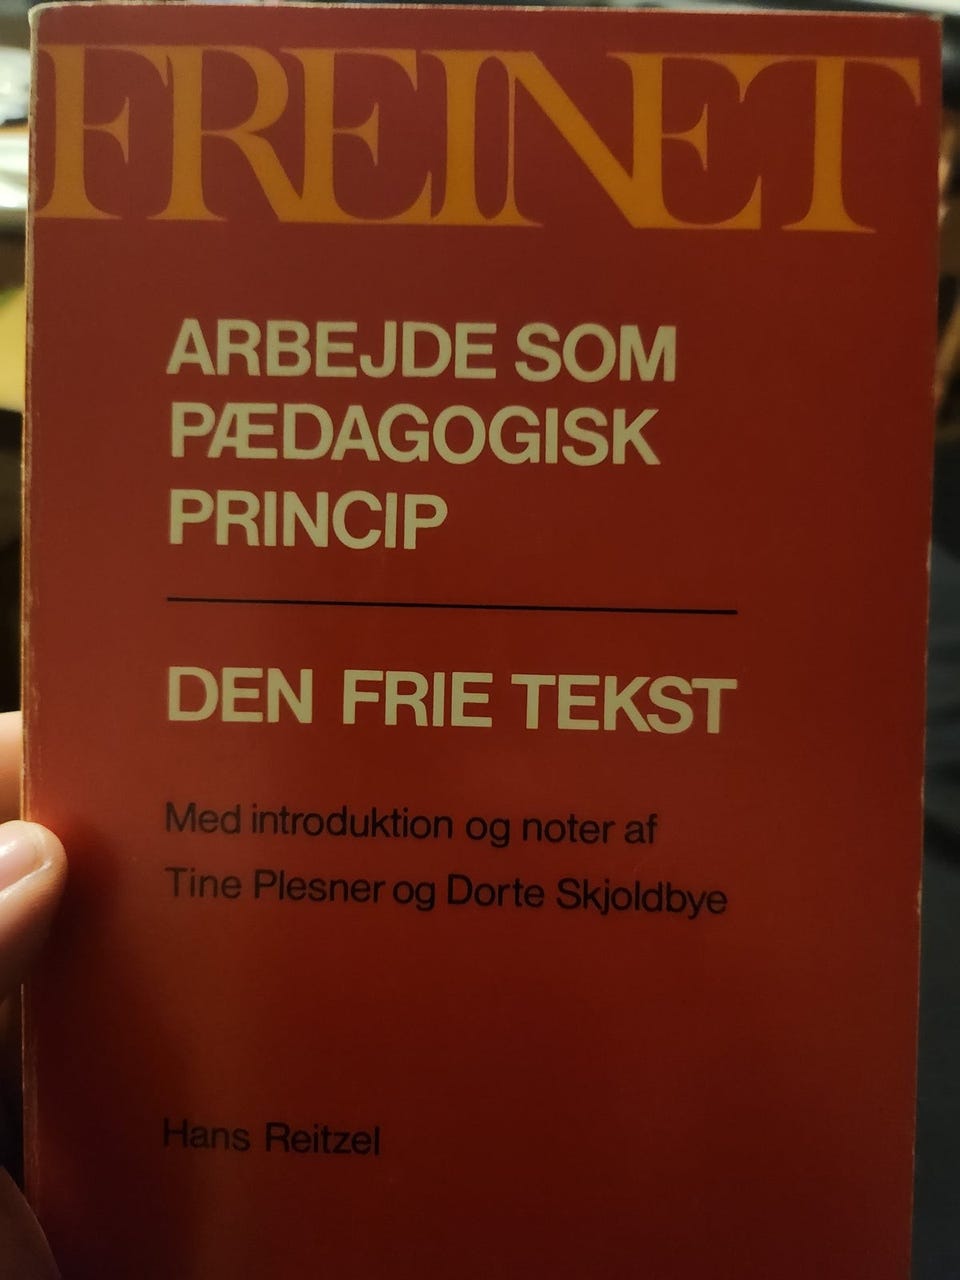 FREINET
ARBEJDE SOM
PÆDAGOGISK
PRINCIP
DEN FRIE TEKST
Med introduktion og noter af
Tine Plesner og Dorte Skjoldbye
Hans Reitzel